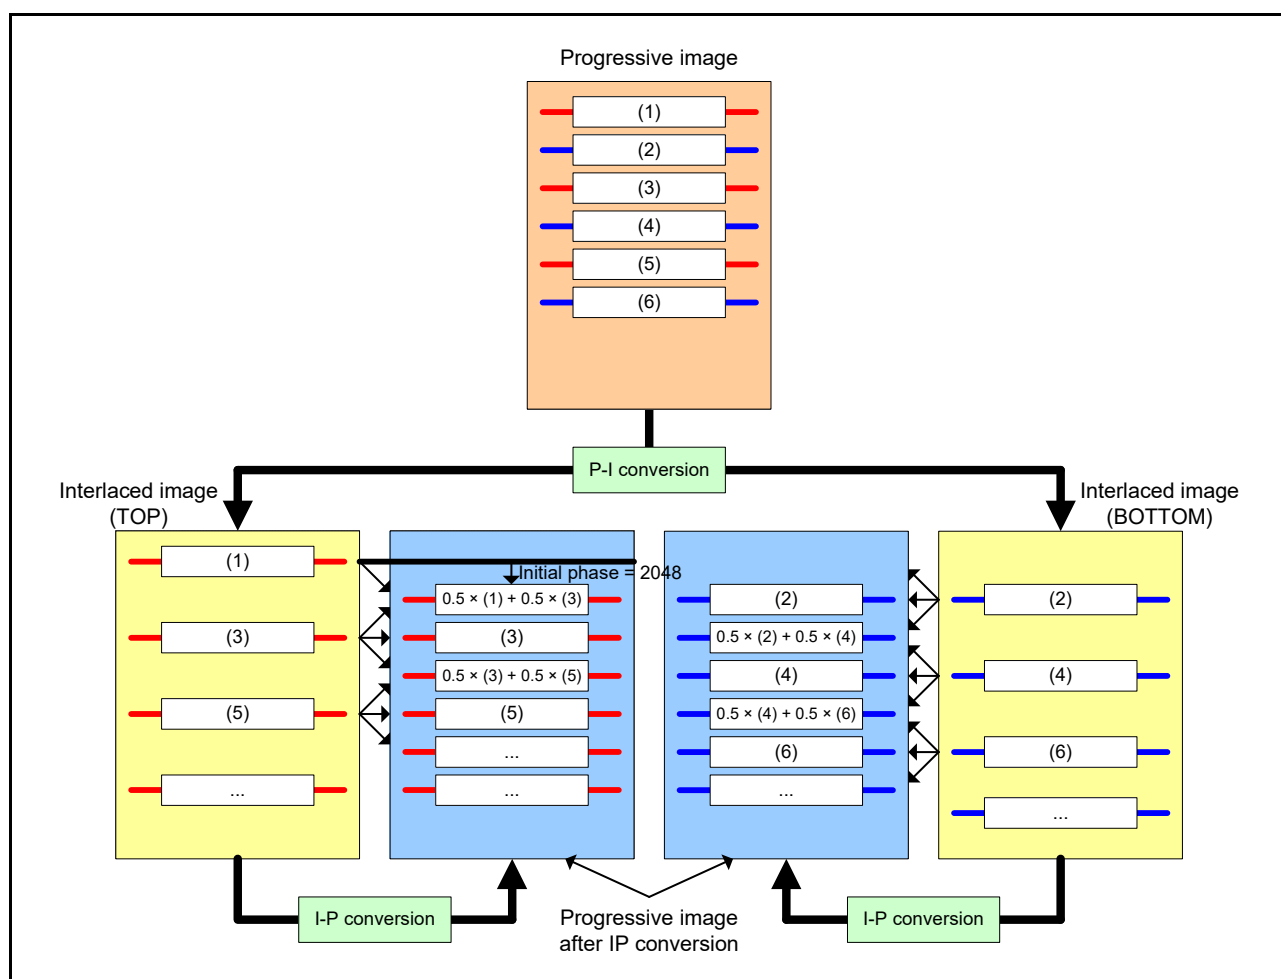 Progressive image
(1)
(2)
(3)
(4)
(5)
(6)
P-I conversion
Interlaced image
(TOP)
Interlaced image
(BOTTOM)
(1)
(3)
(5)
...
Initial phase = 2048
0.5 × (1) + 0.5 × (3)
(3)
0.5 × (3) + 0.5 × (5)
(5)
...
...
(2)
0.5 × (2) + 0.5 × (4)
(4)
0.5 × (4) + 0.5 × (6)
(6)
...
(2)
(4)
(6)
...
I-P conversion
Progressive image
after IP conversion
I-P conversion